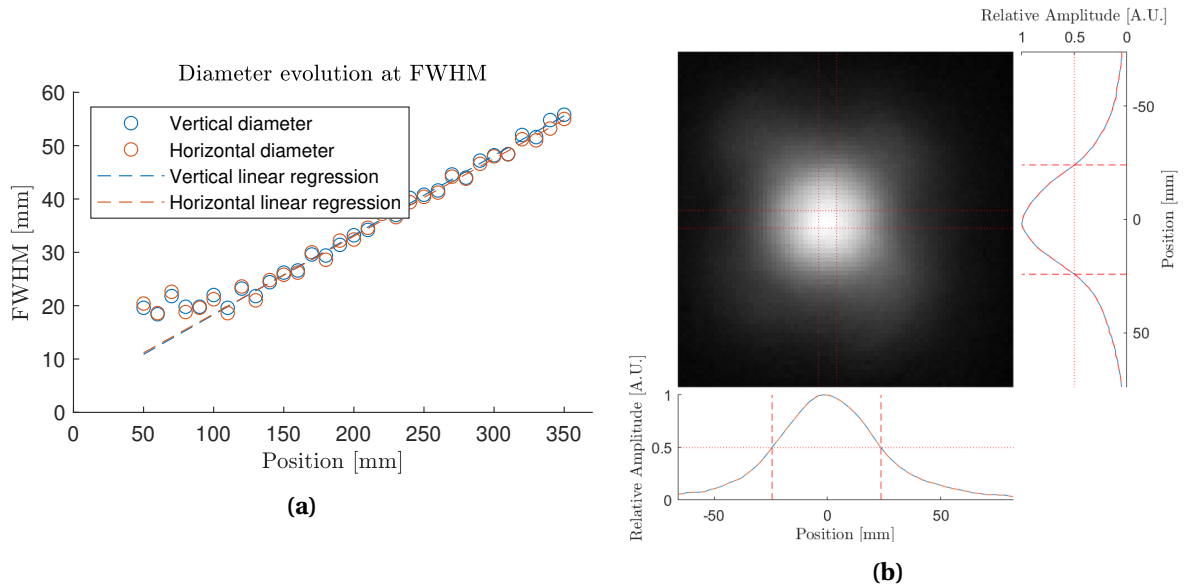 Diameter evolution at FWHM
60
50
40
30
20
10
0
FWHM [mm]
Vertical diameter
Horizontal diameter
Vertical linear regression
Horizontal linear regression
0 50 100 150 200 250 300 350
Position [mm]
(a)
Relative Amplitude [A.U.]
1 0.5 0
-50
0
50
Position [mm]
Relative Amplitude [A.U.]
1
0.5
0
-50 0 50
Position [mm]
(b)